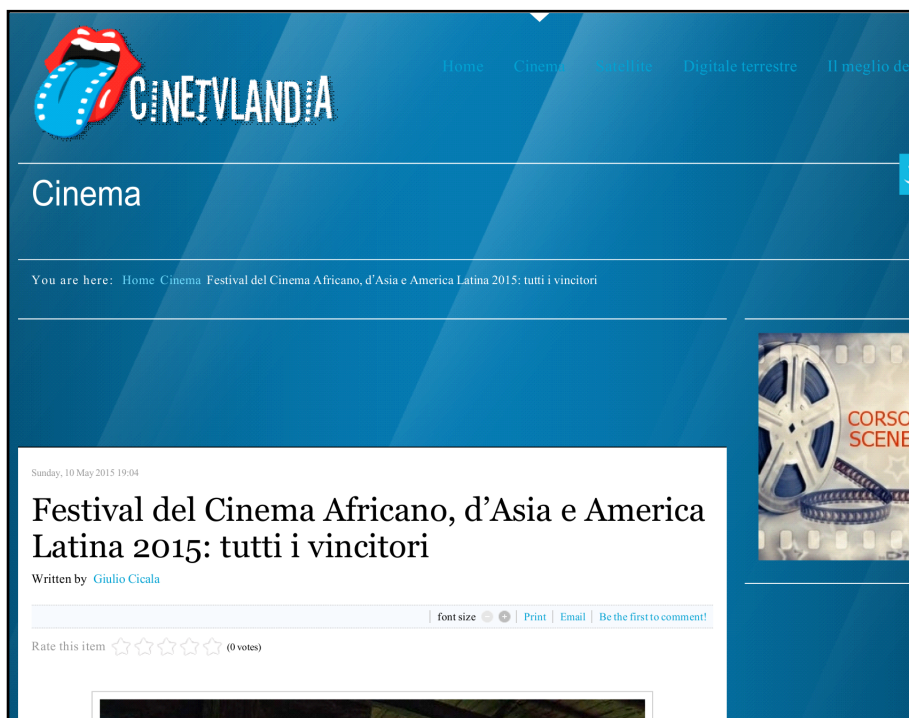 CINETVLANDIA
Home Cinema Satellite Digitale terrestre Il meglio de
Cinema
You are here: Home Cinema Festival del Cinema Africano, d'Asia e America Latina 2015: tutti i vincitori
CORSO
SCENE
Sunday, 10 May 2015 19:04
Festival del Cinema Africano, d'Asia e America
Latina 2015: tutti i vincitori
Written by Giulio Cicala
font size Print Email Be the first to comment!
Rate this item (0 votes)